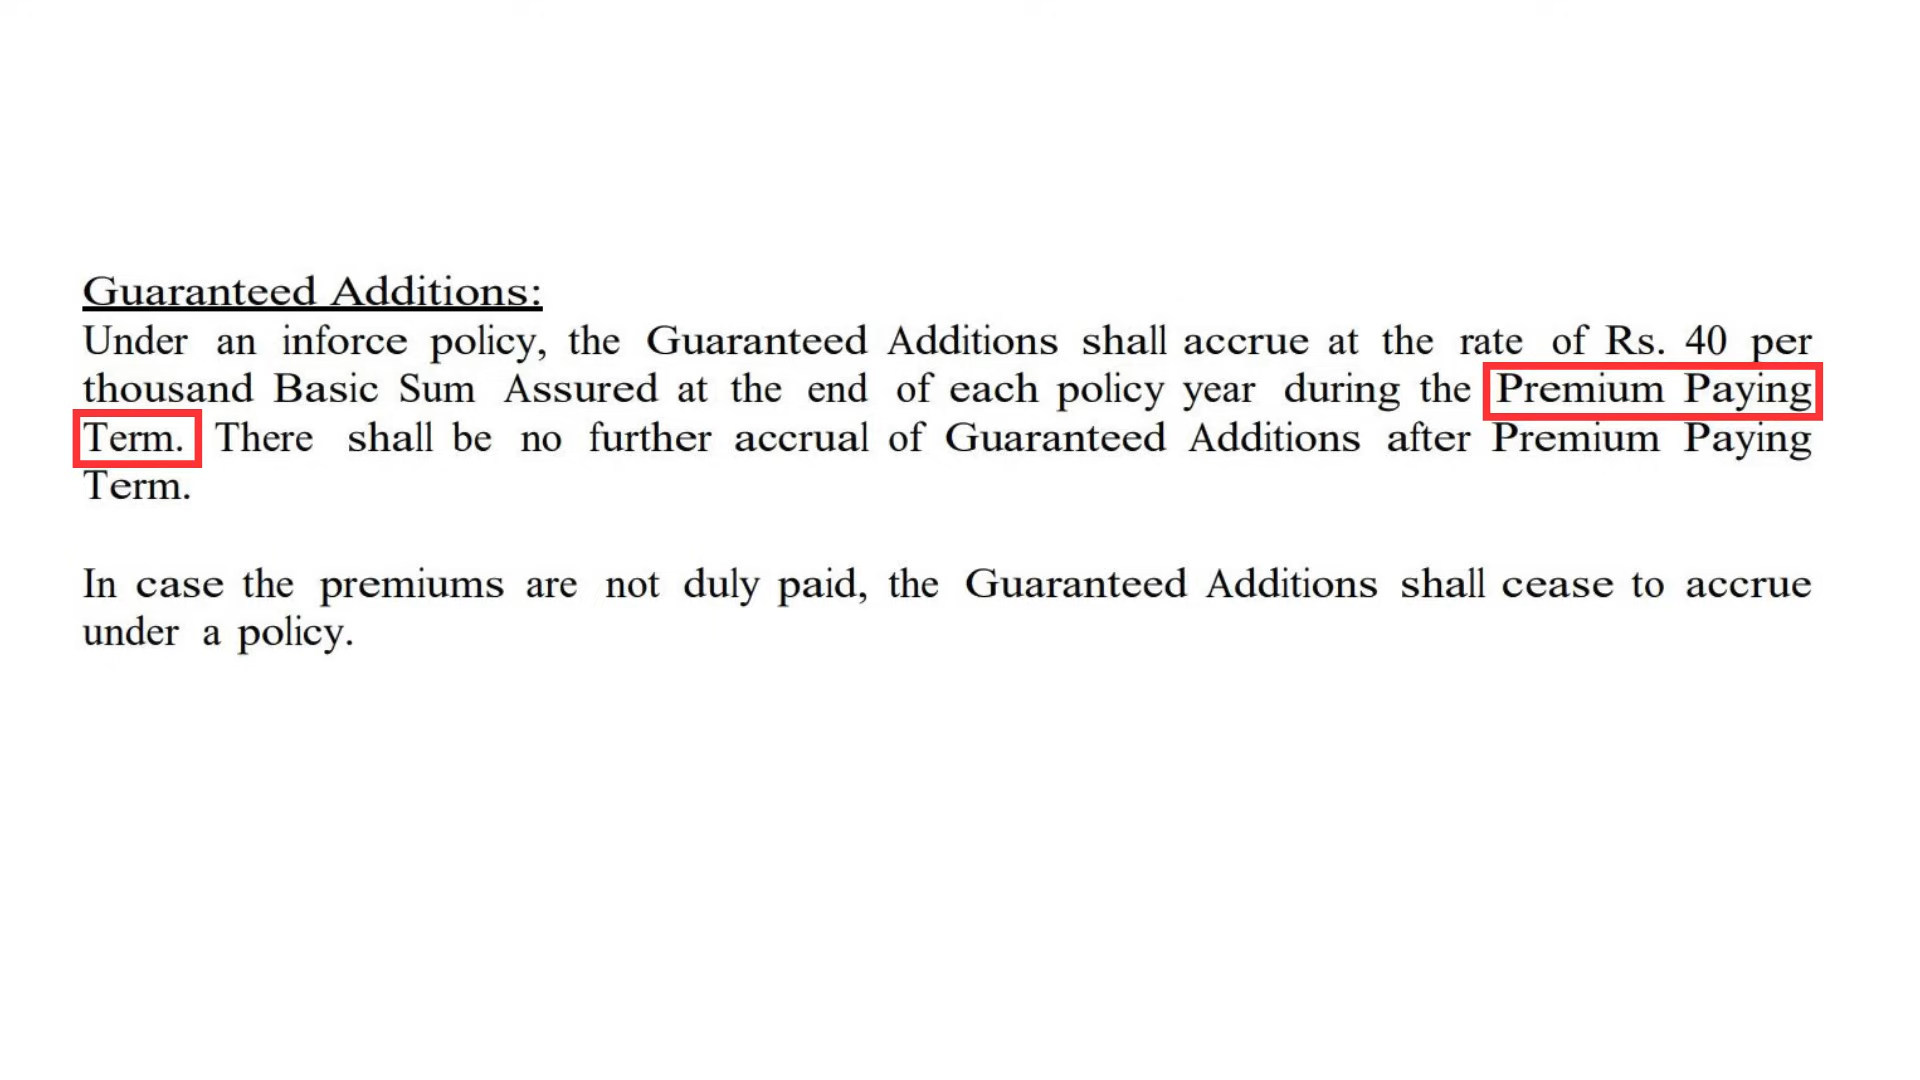 Guaranteed Additions:
Under an inforce policy, the Guaranteed Additions shall accrue at the rate of Rs. 40 per
thousand Basic Sum Assured at the end of each policy year during the Premium Paying
Term. There shall be no further accrual of Guaranteed Additions after Premium Paying
Term.
In case the premiums are not duly paid, the Guaranteed Additions shall cease to accrue
under a policy.